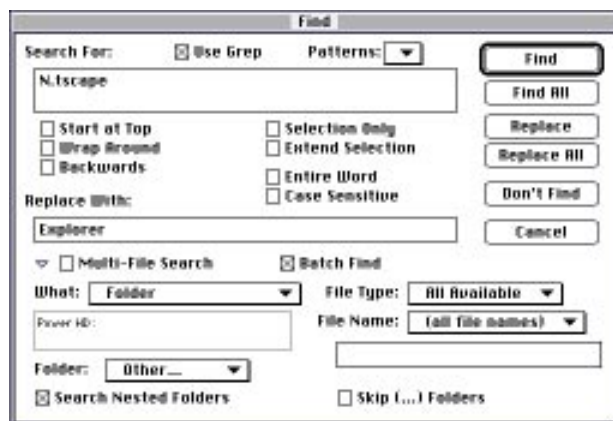 Find
Search For: Use Grep Patterns:
N.tscape
Find
Find All
Start at Top Selection Only
Replace
Wrap Around Extend Selection
Replace All
Backwards
Entire Word
Case Sensitive
Don't Find
Replace With:
Explorer
Cancel
Multi-File Search Batch Find
What: Folder File Type: All Available
Power HD:
File Name: (all file names)
Folder: Other...
Search Nested Folders Skip (...) Folders